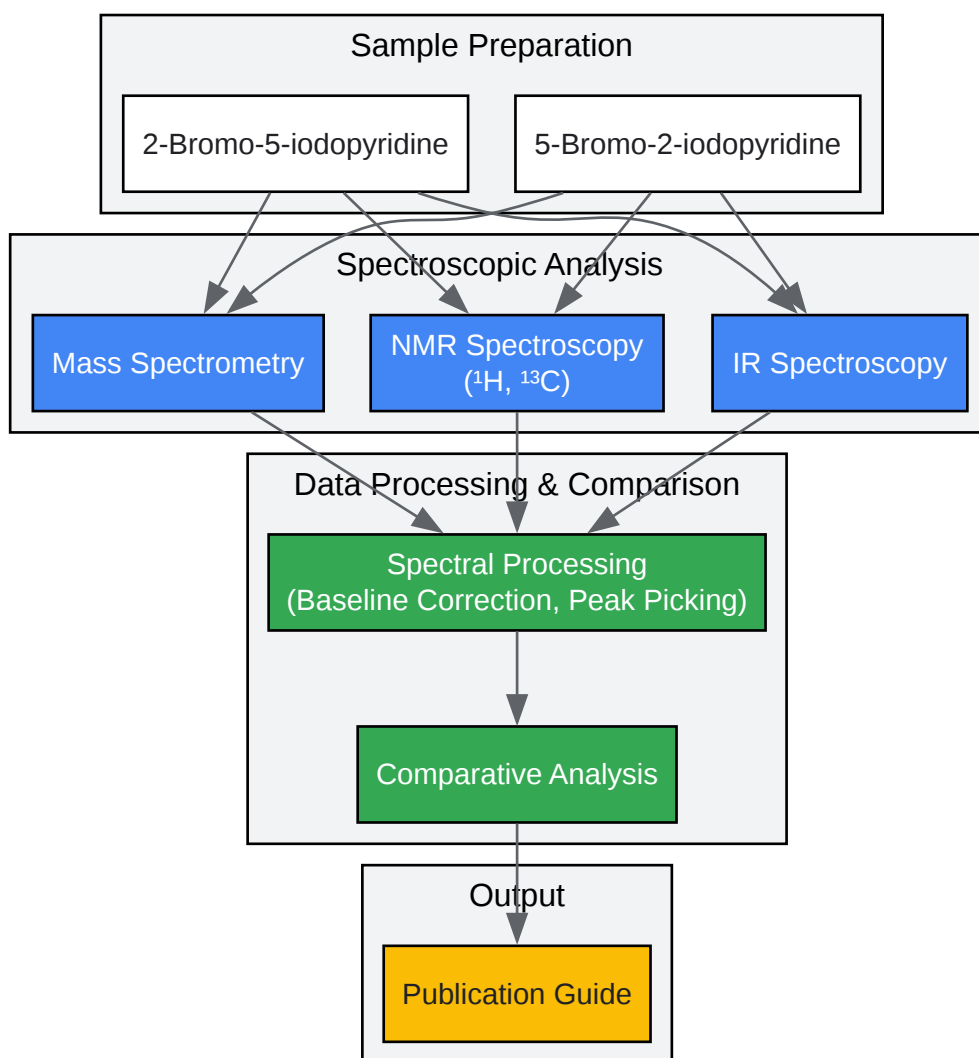 Sample Preparation
2-Bromo-5-iodopyridine
5-Bromo-2-iodopyridine
Spectroscopic Analysis
Mass Spectrometry
NMR Spectroscopy
(¹H, ¹³C)
IR Spectroscopy
Data Processing & Comparison
Spectral Processing
(Baseline Correction, Peak Picking)
Comparative Analysis
Output
Publication Guide